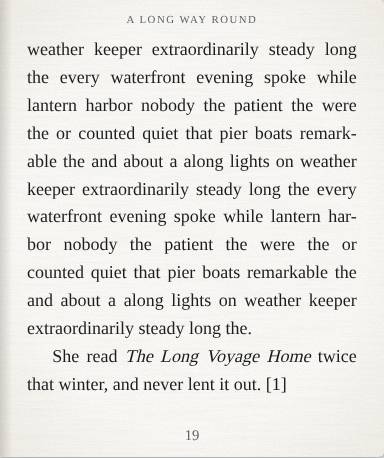 A LONG WAY ROUND
weather keeper extraordinarily steady long
the every waterfront evening spoke while
lantern harbor nobody the patient the were
the or counted quiet that pier boats remark-
able the and about a along lights on weather
keeper extraordinarily steady long the every
waterfront evening spoke while lantern har-
bor nobody the patient the were the or
counted quiet that pier boats remarkable the
and about a along lights on weather keeper
extraordinarily steady long the.
She read The Long Voyage Home twice
that winter, and never lent it out. [1]
19